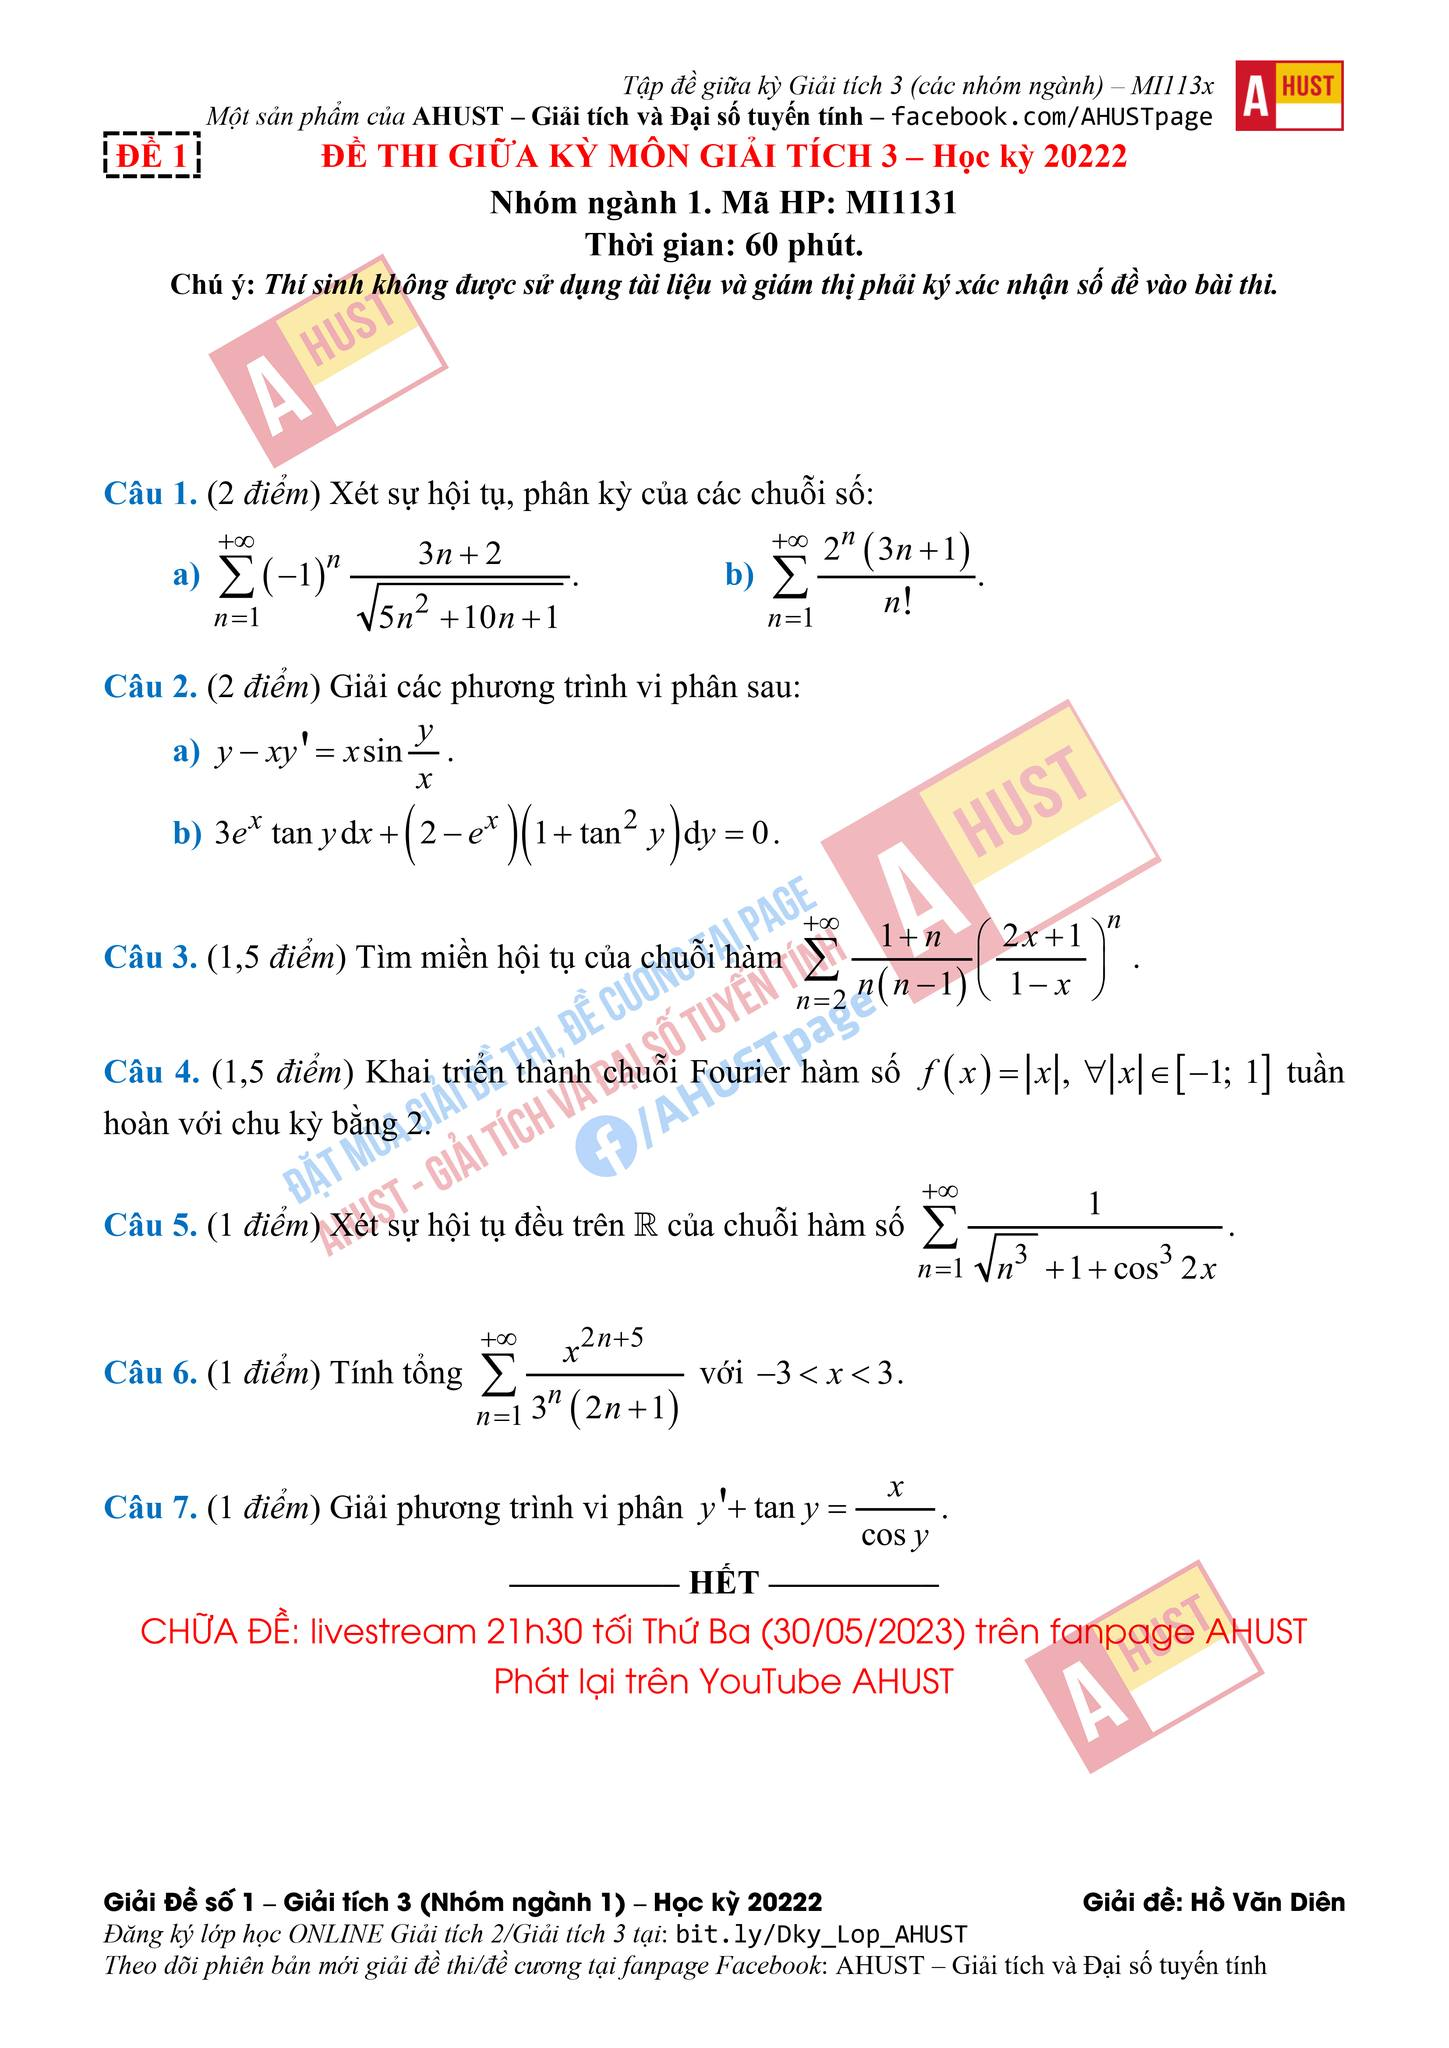 Tập đề giữa kỳ Giải tích 3 (các nhóm ngành) – MI113x
Một sản phẩm của AHUST – Giải tích và Đại số tuyến tính – facebook.com/AHUSTpage
A HUST
ĐỀ 1
ĐỀ THI GIỮA KỲ MÔN GIẢI TÍCH 3 – Học kỳ 20222
Nhóm ngành 1. Mã HP: MI1131
Thời gian: 60 phút.
Chú ý: Thí sinh không được sử dụng tài liệu và giám thị phải ký xác nhận số đề vào bài thi.
A HUST
Câu 1. (2 điểm) Xét sự hội tụ, phân kỳ của các chuỗi số:
a) $\sum_{n=1}^{+\infty} (-1)^n \frac{3n+2}{\sqrt{5n^2+10n+1}}$. b) $\sum_{n=1}^{+\infty} \frac{2^n(3n+1)}{n!}$.
Câu 2. (2 điểm) Giải các phương trình vi phân sau:
a) $y - xy' = x\sin\frac{y}{x}$.
b) $3e^x \tan y\,dx + (2-e^x)(1+\tan^2 y)dy = 0$.
A HUST
Câu 3. (1,5 điểm) Tìm miền hội tụ của chuỗi hàm $\sum_{n=2}^{+\infty} \frac{1+n}{n(n-1)} \left(\frac{2x+1}{1-x}\right)^n$.
Câu 4. (1,5 điểm) Khai triển thành chuỗi Fourier hàm số $f(x) = |x|, \forall |x| \in [-1; 1]$ tuần
hoàn với chu kỳ bằng 2.
ĐẶT MUA GIẢI ĐỀ THI, ĐỀ CƯƠNG TẠI PAGE
AHUST - GIẢI TÍCH VÀ ĐẠI SỐ TUYẾN TÍNH
/AHUSTpage
Câu 5. (1 điểm) Xét sự hội tụ đều trên ℝ của chuỗi hàm số $\sum_{n=1}^{+\infty} \frac{1}{\sqrt{n^3}+1+\cos^3 2x}$.
Câu 6. (1 điểm) Tính tổng $\sum_{n=1}^{+\infty} \frac{x^{2n+5}}{3^n(2n+1)}$ với $-3 < x < 3$.
Câu 7. (1 điểm) Giải phương trình vi phân $y' + \tan y = \frac{x}{\cos y}$.
HẾT
CHỮA ĐỀ: livestream 21h30 tối Thứ Ba (30/05/2023) trên fanpage AHUST
Phát lại trên YouTube AHUST
A HUST
Giải Đề số 1 – Giải tích 3 (Nhóm ngành 1) – Học kỳ 20222 Giải đề: Hồ Văn Diên
Đăng ký lớp học ONLINE Giải tích 2/Giải tích 3 tại: bit.ly/Dky_Lop_AHUST
Theo dõi phiên bản mới giải đề thi/đề cương tại fanpage Facebook: AHUST – Giải tích và Đại số tuyến tính